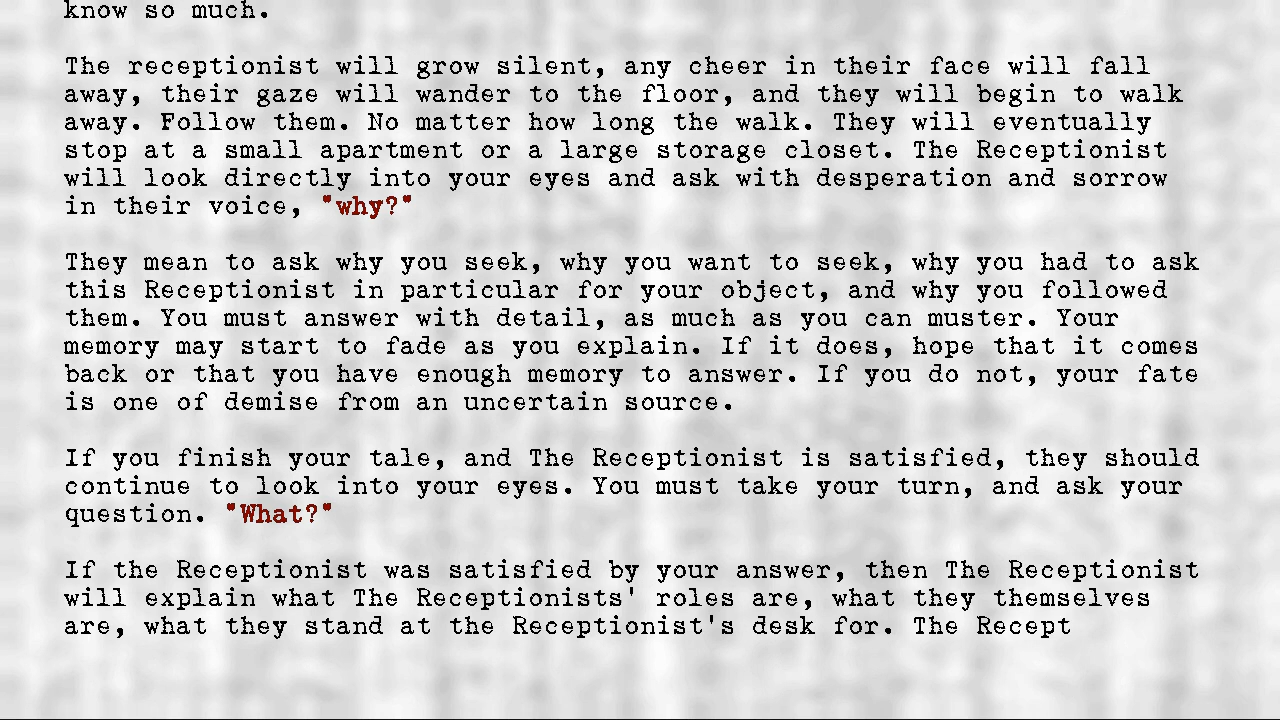 know so much.
The receptionist will grow silent, any cheer in their face will fall
away, their gaze will wander to the floor, and they will begin to walk
away. Follow them. No matter how long the walk. They will eventually
stop at a small apartment or a large storage closet. The Receptionist
will look directly into your eyes and ask with desperation and sorrow
in their voice, "why?"
They mean to ask why you seek, why you want to seek, why you had to ask
this Receptionist in particular for your object, and why you followed
them. You must answer with detail, as much as you can muster. Your
memory may start to fade as you explain. If it does, hope that it comes
back or that you have enough memory to answer. If you do not, your fate
is one of demise from an uncertain source.
If you finish your tale, and The Receptionist is satisfied, they should
continue to look into your eyes. You must take your turn, and ask your
question. "What?"
If the Receptionist was satisfied by your answer, then The Receptionist
will explain what The Receptionists' roles are, what they themselves
are, what they stand at the Receptionist's desk for. The Recept